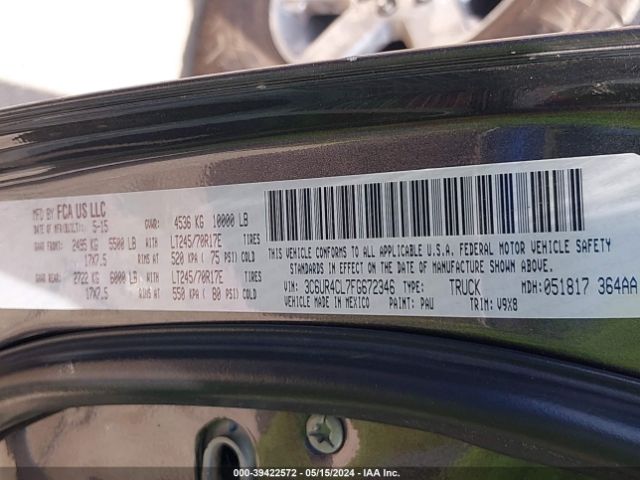 MFD BY FCA US LLC
DATE OF MFR(BUILT): 5-15
GVWR: 4536 KG 10000 LB
GAWR FRONT: 2495 KG 5500 LB WITH LT245/70R17E TIRES
17X7.5 RIMS AT 520 KPA ( 75 PSI) COLD
GAWR REAR: 2722 KG 6000 LB WITH LT245/70R17E TIRES
17X7.5 RIMS AT 550 KPA ( 80 PSI) COLD
THIS VEHICLE CONFORMS TO ALL APPLICABLE U.S.A. FEDERAL MOTOR VEHICLE SAFETY
STANDARDS IN EFFECT ON THE DATE OF MANUFACTURE SHOWN ABOVE.
VIN: 3C6UR4CL7FG672346 TYPE: TRUCK MDH: 051817 364AA
VEHICLE MADE IN MEXICO PAINT: PAU TRIM: V9X8
000-39422572 - 05/15/2024 - IAA Inc.